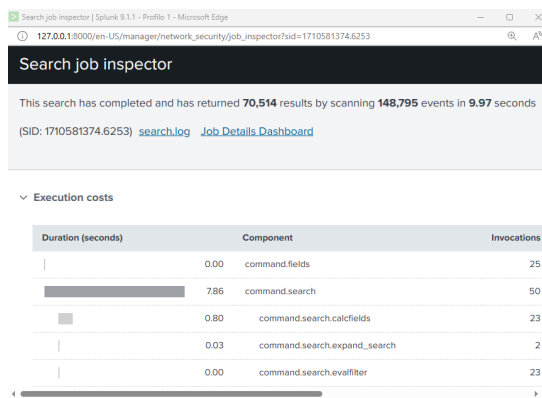 Search job inspector | Splunk 9.1.1 - Profilo 1 - Microsoft Edge
127.0.0.1:8000/en-US/manager/network_security/job_inspector?sid=1710581374.6253
Search job inspector
This search has completed and has returned 70,514 results by scanning 148,795 events in 9.97 seconds
(SID: 1710581374.6253) search.log Job Details Dashboard
Execution costs
Duration (seconds) Component Invocations
0.00 command.fields 25
7.86 command.search 50
0.80 command.search.calcfields 23
0.03 command.search.expand_search 2
0.00 command.search.evalfilter 23